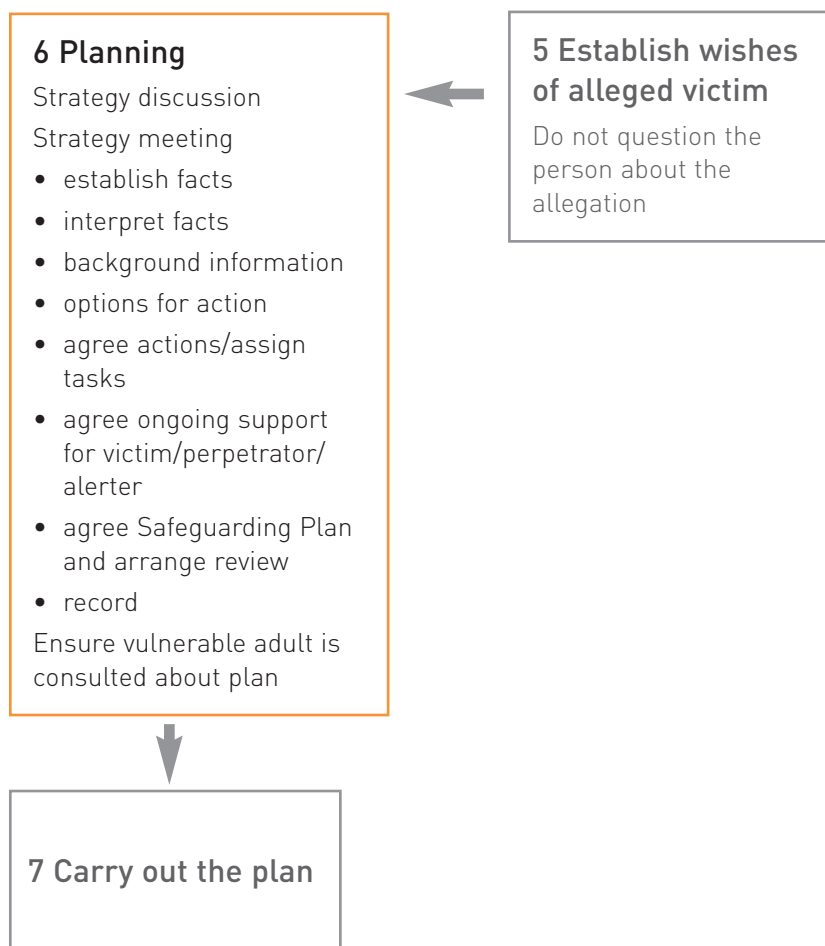 6 Planning
Strategy discussion
Strategy meeting
• establish facts
• interpret facts
• background information
• options for action
• agree actions/assign
tasks
• agree ongoing support
for victim/perpetrator/
alerter
• agree Safeguarding Plan
and arrange review
• record
Ensure vulnerable adult is
consulted about plan
5 Establish wishes
of alleged victim
Do not question the
person about the
allegation
7 Carry out the plan